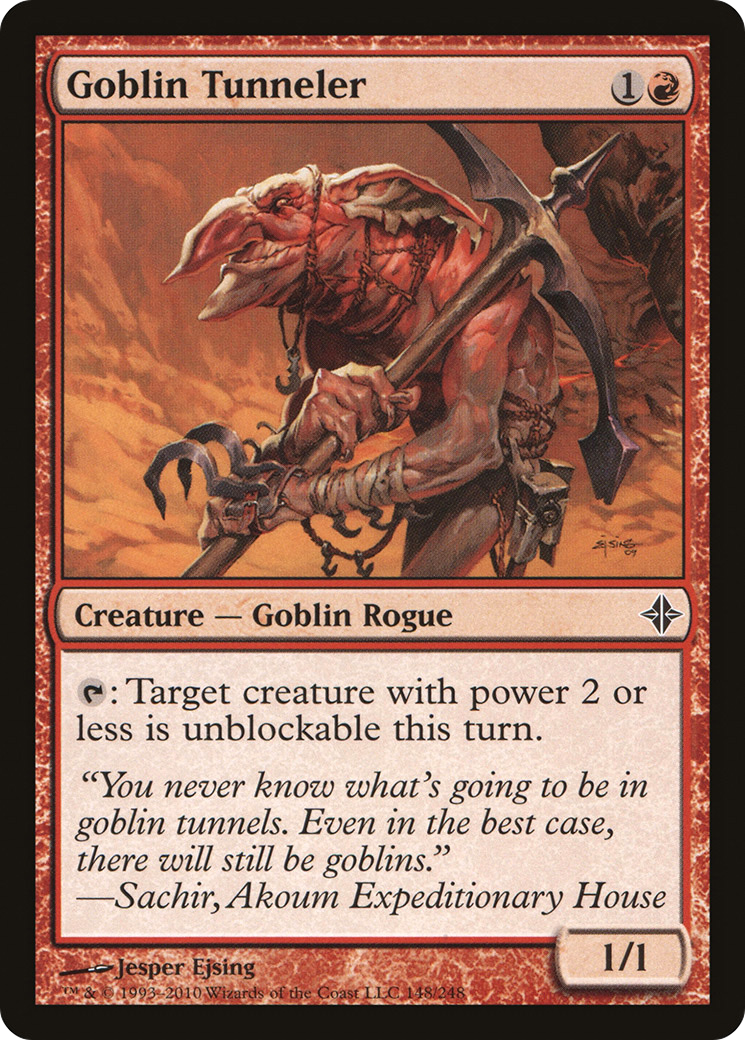 Goblin Tunneler 1
EJSING
09
Creature — Goblin Rogue
: Target creature with power 2 or
less is unblockable this turn.
“You never know what’s going to be in
goblin tunnels. Even in the best case,
there will still be goblins.”
—Sachir, Akoum Expeditionary House
1/1
Jesper Ejsing
™ & © 1993–2010 Wizards of the Coast LLC 148/248